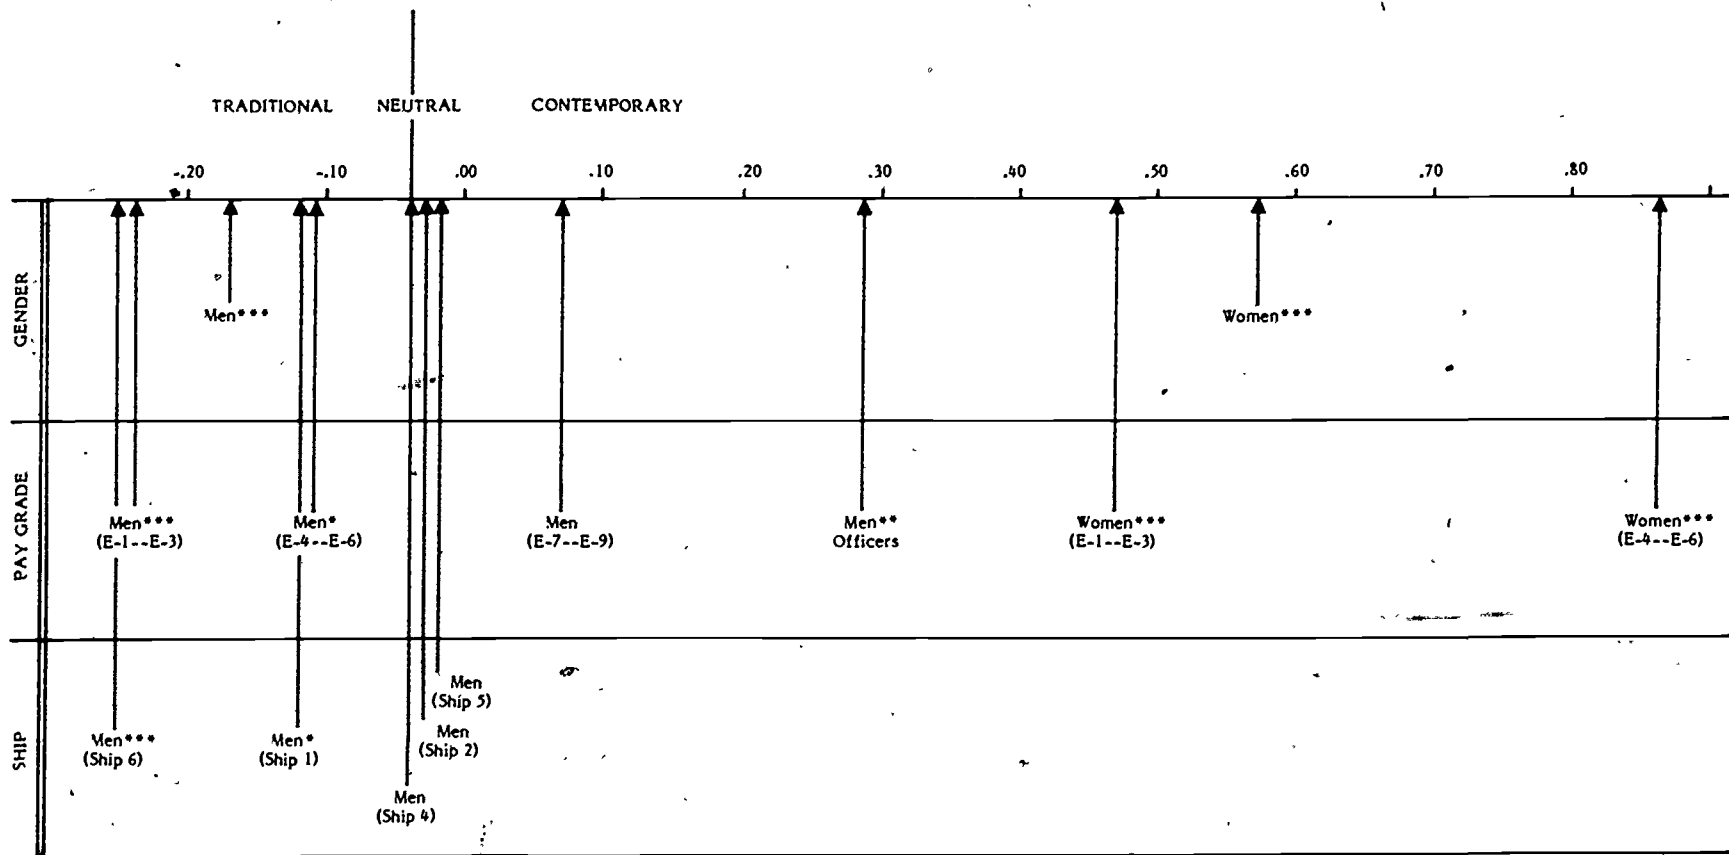 TRADITIONAL NEUTRAL CONTEMPORARY
-.20 -.10 .00 .10 .20 .30 .40 .50 .60 .70 .80
GENDER
Men*** Women***
PAY GRADE
Men*** Men* Men Men** Women*** Women***
(E-1--E-3) (E-4--E-6) (E-7--E-9) Officers (E-1--E-3) (E-4--E-6)
SHIP
Men
(Ship 5)
Men
(Ship 2)
Men*** Men*
(Ship 6) (Ship 1)
Men
(Ship 4)